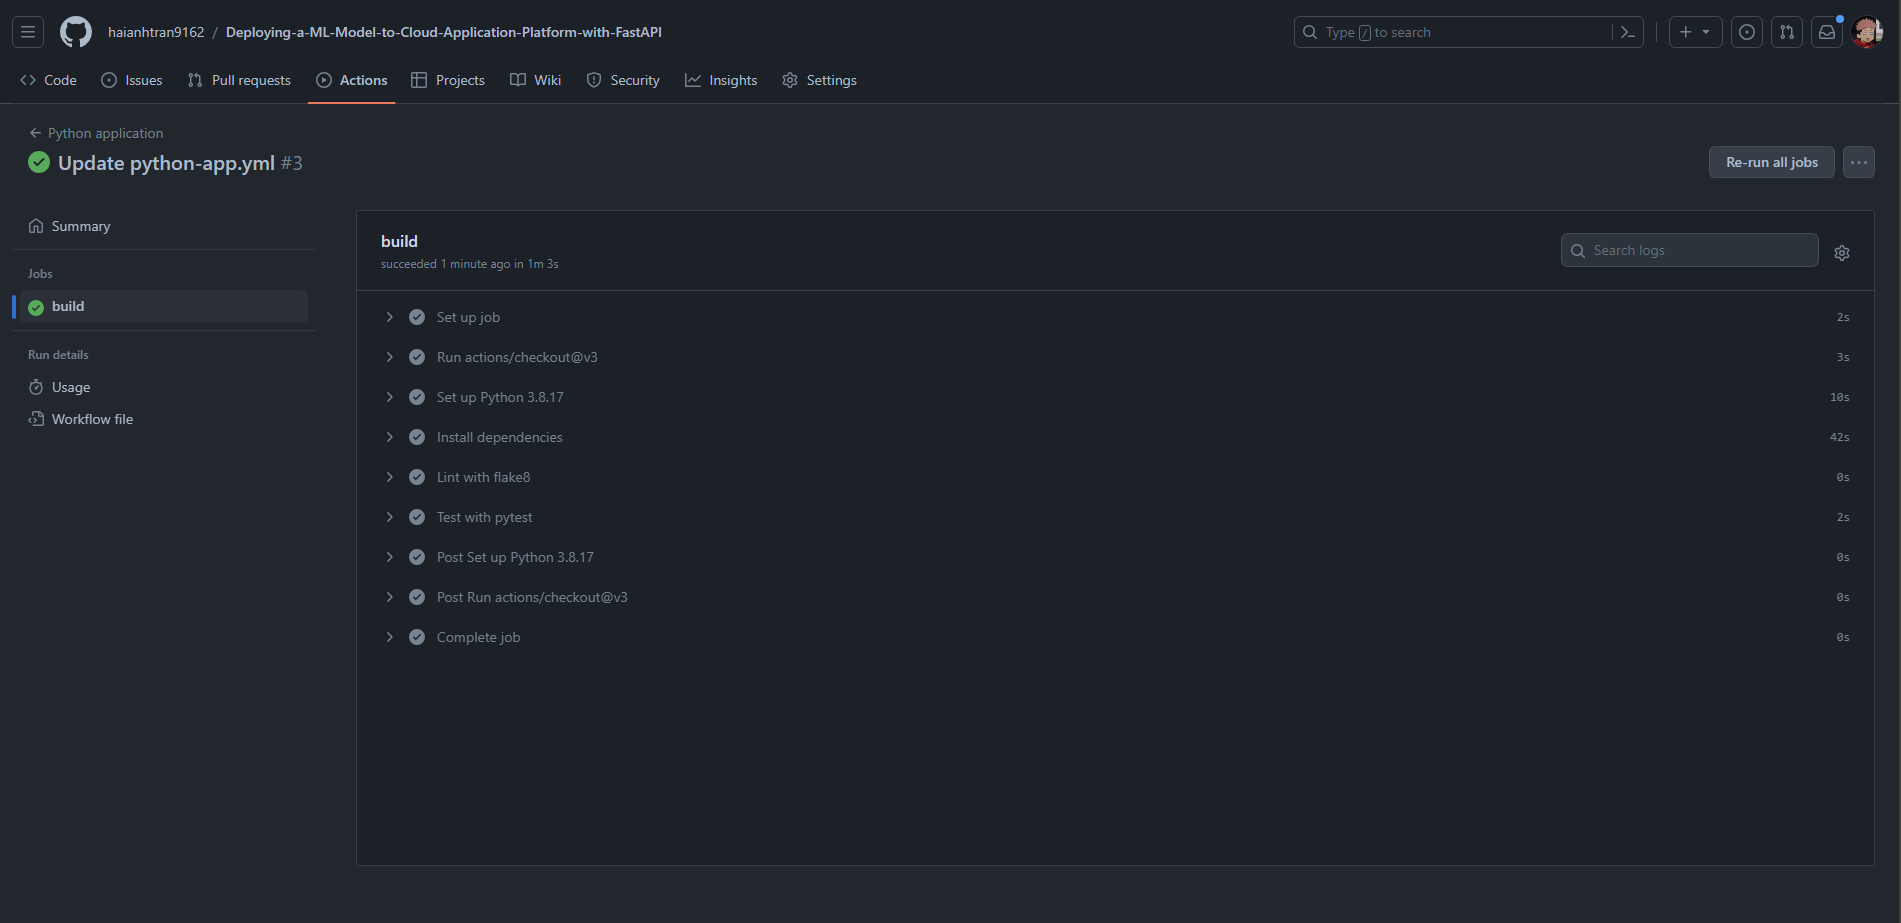 haianhtran9162 / Deploying-a-ML-Model-to-Cloud-Application-Platform-with-FastAPI
Type / to search
Code Issues Pull requests Actions Projects Wiki Security Insights Settings
Python application
Update python-app.yml #3
Re-run all jobs
Summary
Jobs
build
Run details
Usage
Workflow file
build
succeeded 1 minute ago in 1m 3s
Search logs
Set up job 2s
Run actions/checkout@v3 3s
Set up Python 3.8.17 10s
Install dependencies 42s
Lint with flake8 0s
Test with pytest 2s
Post Set up Python 3.8.17 0s
Post Run actions/checkout@v3 0s
Complete job 0s